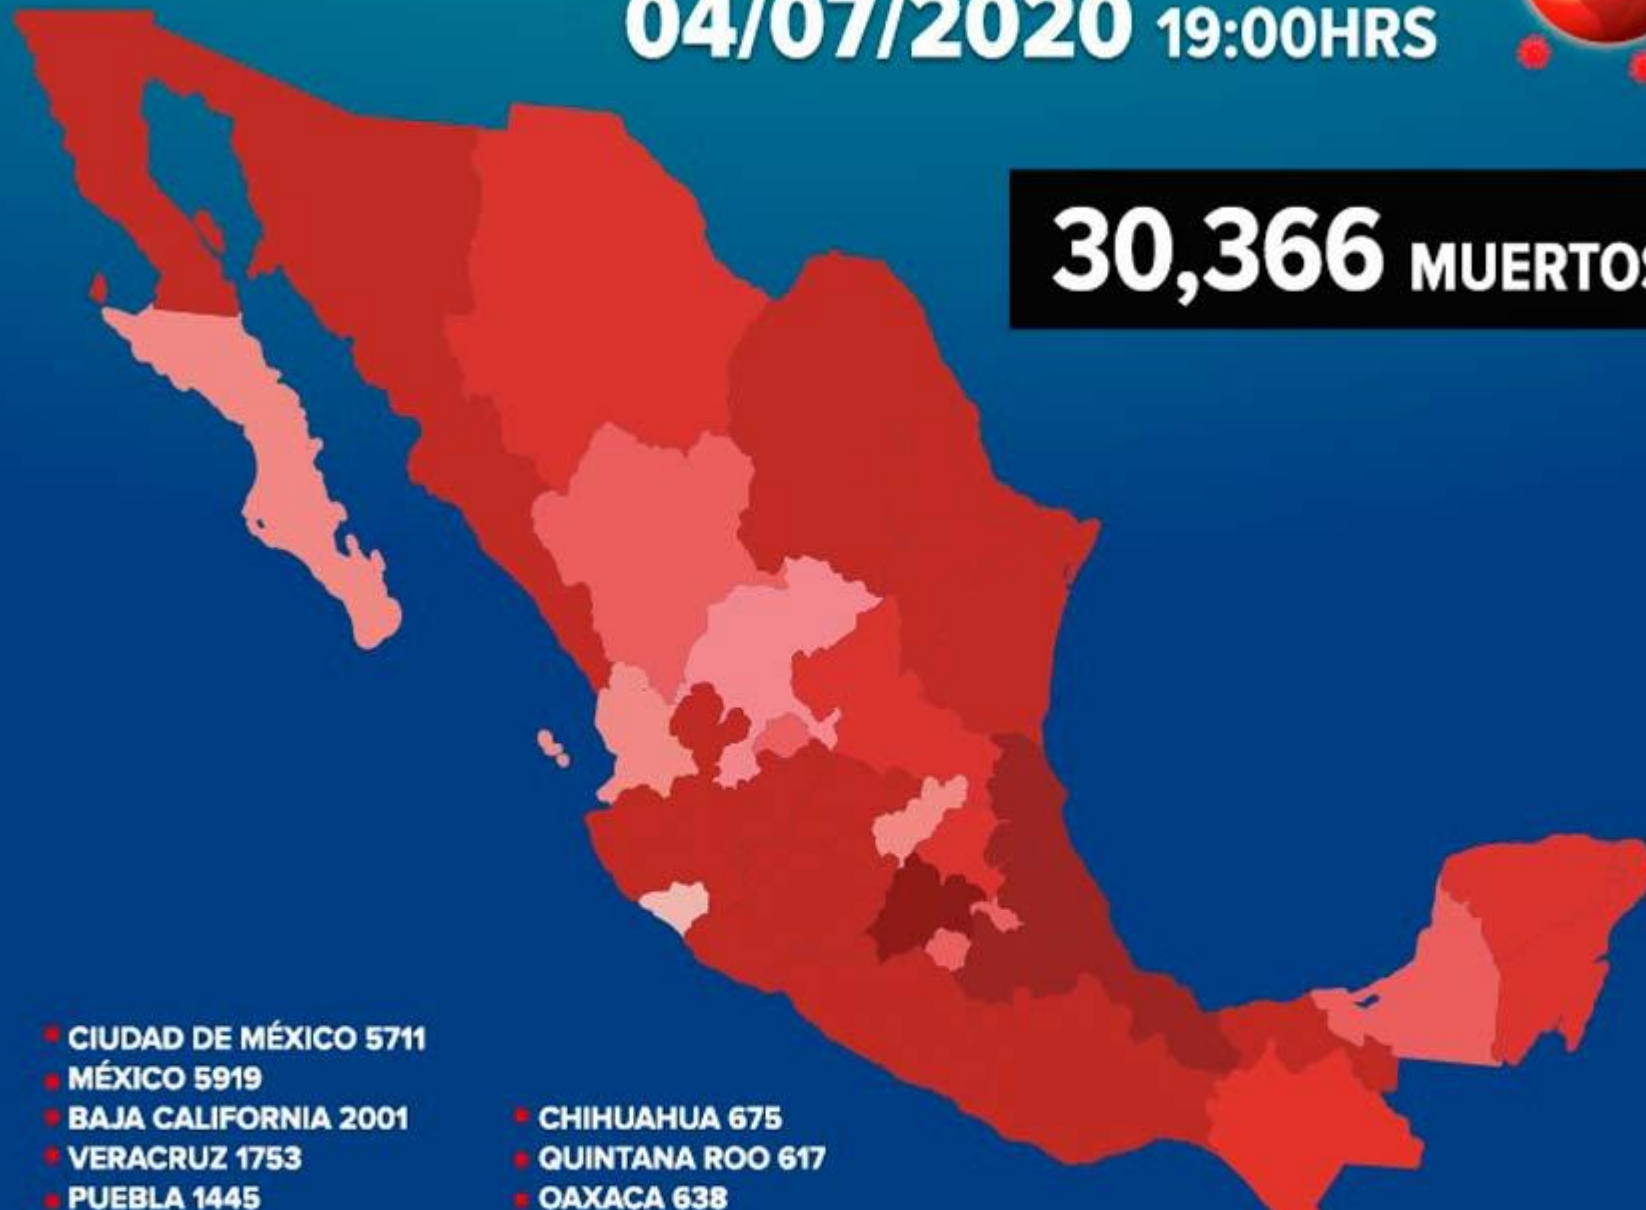 04/07/2020 19:00HRS
30,366 MUERTOS
CIUDAD DE MÉXICO 5711
MÉXICO 5919
BAJA CALIFORNIA 2001
VERACRUZ 1753
PUEBLA 1445
CHIHUAHUA 675
QUINTANA ROO 617
OAXACA 638